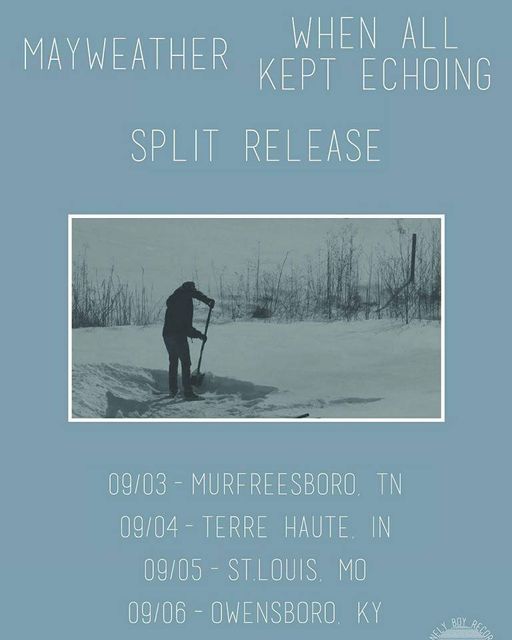 MAYWEATHER
WHEN ALL
KEPT ECHOING
SPLIT RELEASE
09/03 - MURFREESBORO, TN
09/04 - TERRE HAUTE, IN
09/05 - ST.LOUIS, MO
09/06 - OWENSBORO, KY
BOY